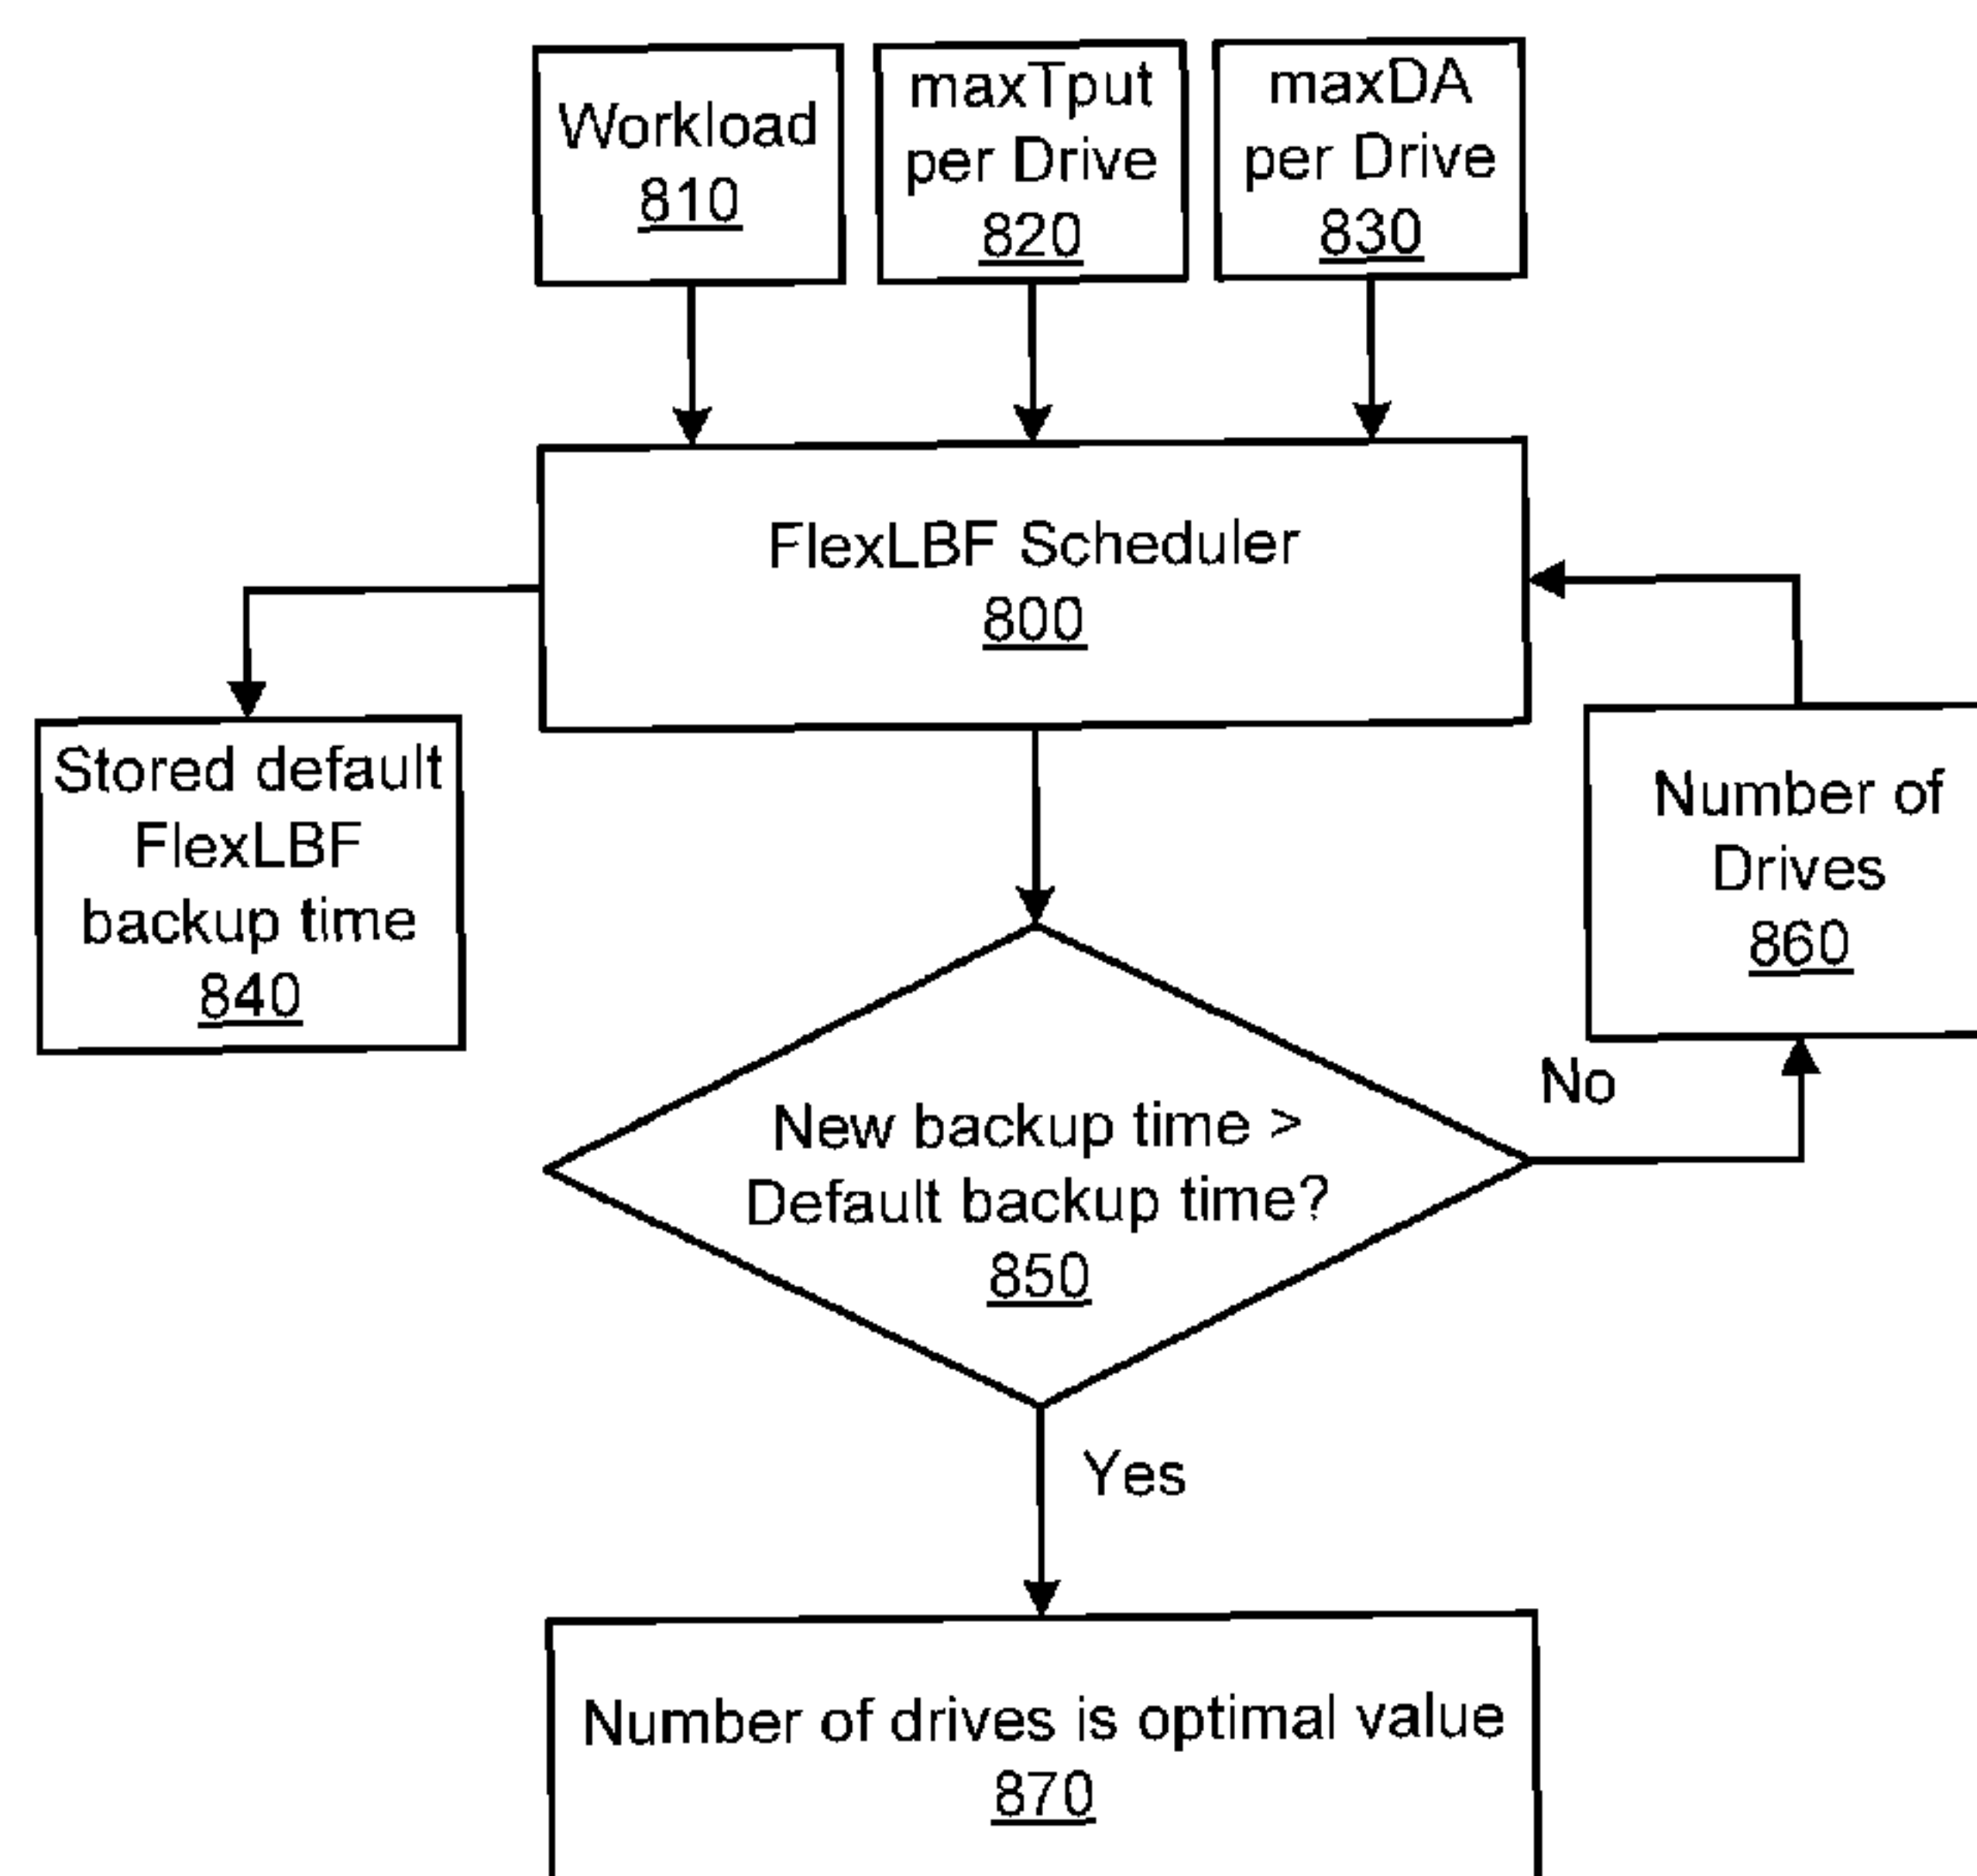 Workload
810
maxTput
per Drive
820
maxDA
per Drive
830
FlexLBF Scheduler
800
Stored default
FlexLBF
backup time
840
Number of
Drives
860
No
New backup time >
Default backup time?
850
Yes
Number of drives is optimal value
870